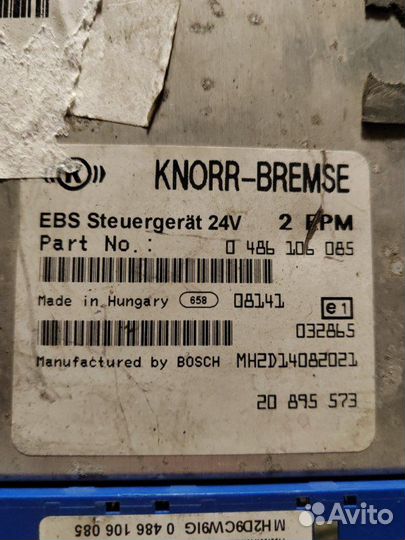 ((R)) KNORR-BREMSE
EBS Steuergerät 24V 2 EPM
Part No.: 0 486 106 085
Made in Hungary 658 08141 e1
032865
Manufactured by BOSCH MH2D14082021
20 895 573
MH2D9CW9IG 0 486 106 085
Avito